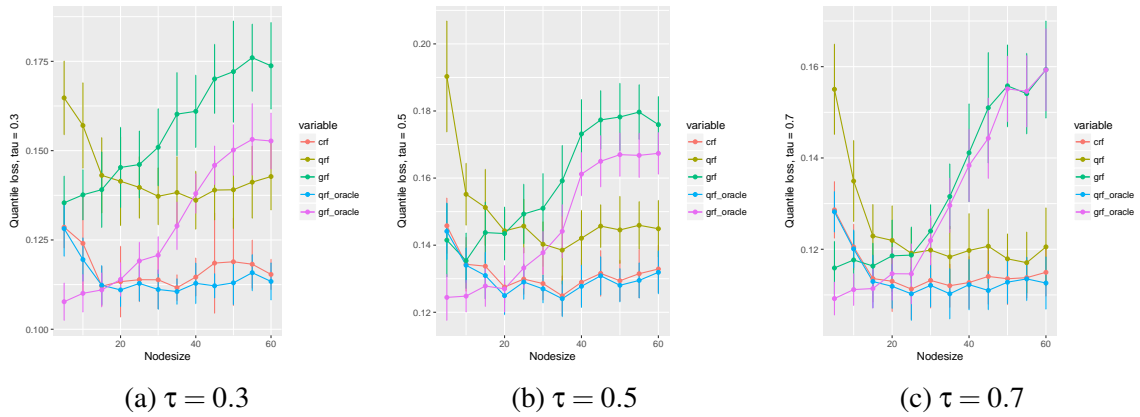 Quantile loss, tau = 0.3
0.175
0.150
0.125
0.100
20
40
60
Nodesize
variable
crf
qrf
grf
qrf_oracle
grf_oracle
(a) τ = 0.3
Quantile loss, tau = 0.5
0.20
0.18
0.16
0.14
0.12
20
40
60
Nodesize
variable
crf
qrf
grf
qrf_oracle
grf_oracle
(b) τ = 0.5
Quantile loss, tau = 0.7
0.16
0.14
0.12
20
40
60
Nodesize
variable
crf
qrf
grf
qrf_oracle
grf_oracle
(c) τ = 0.7